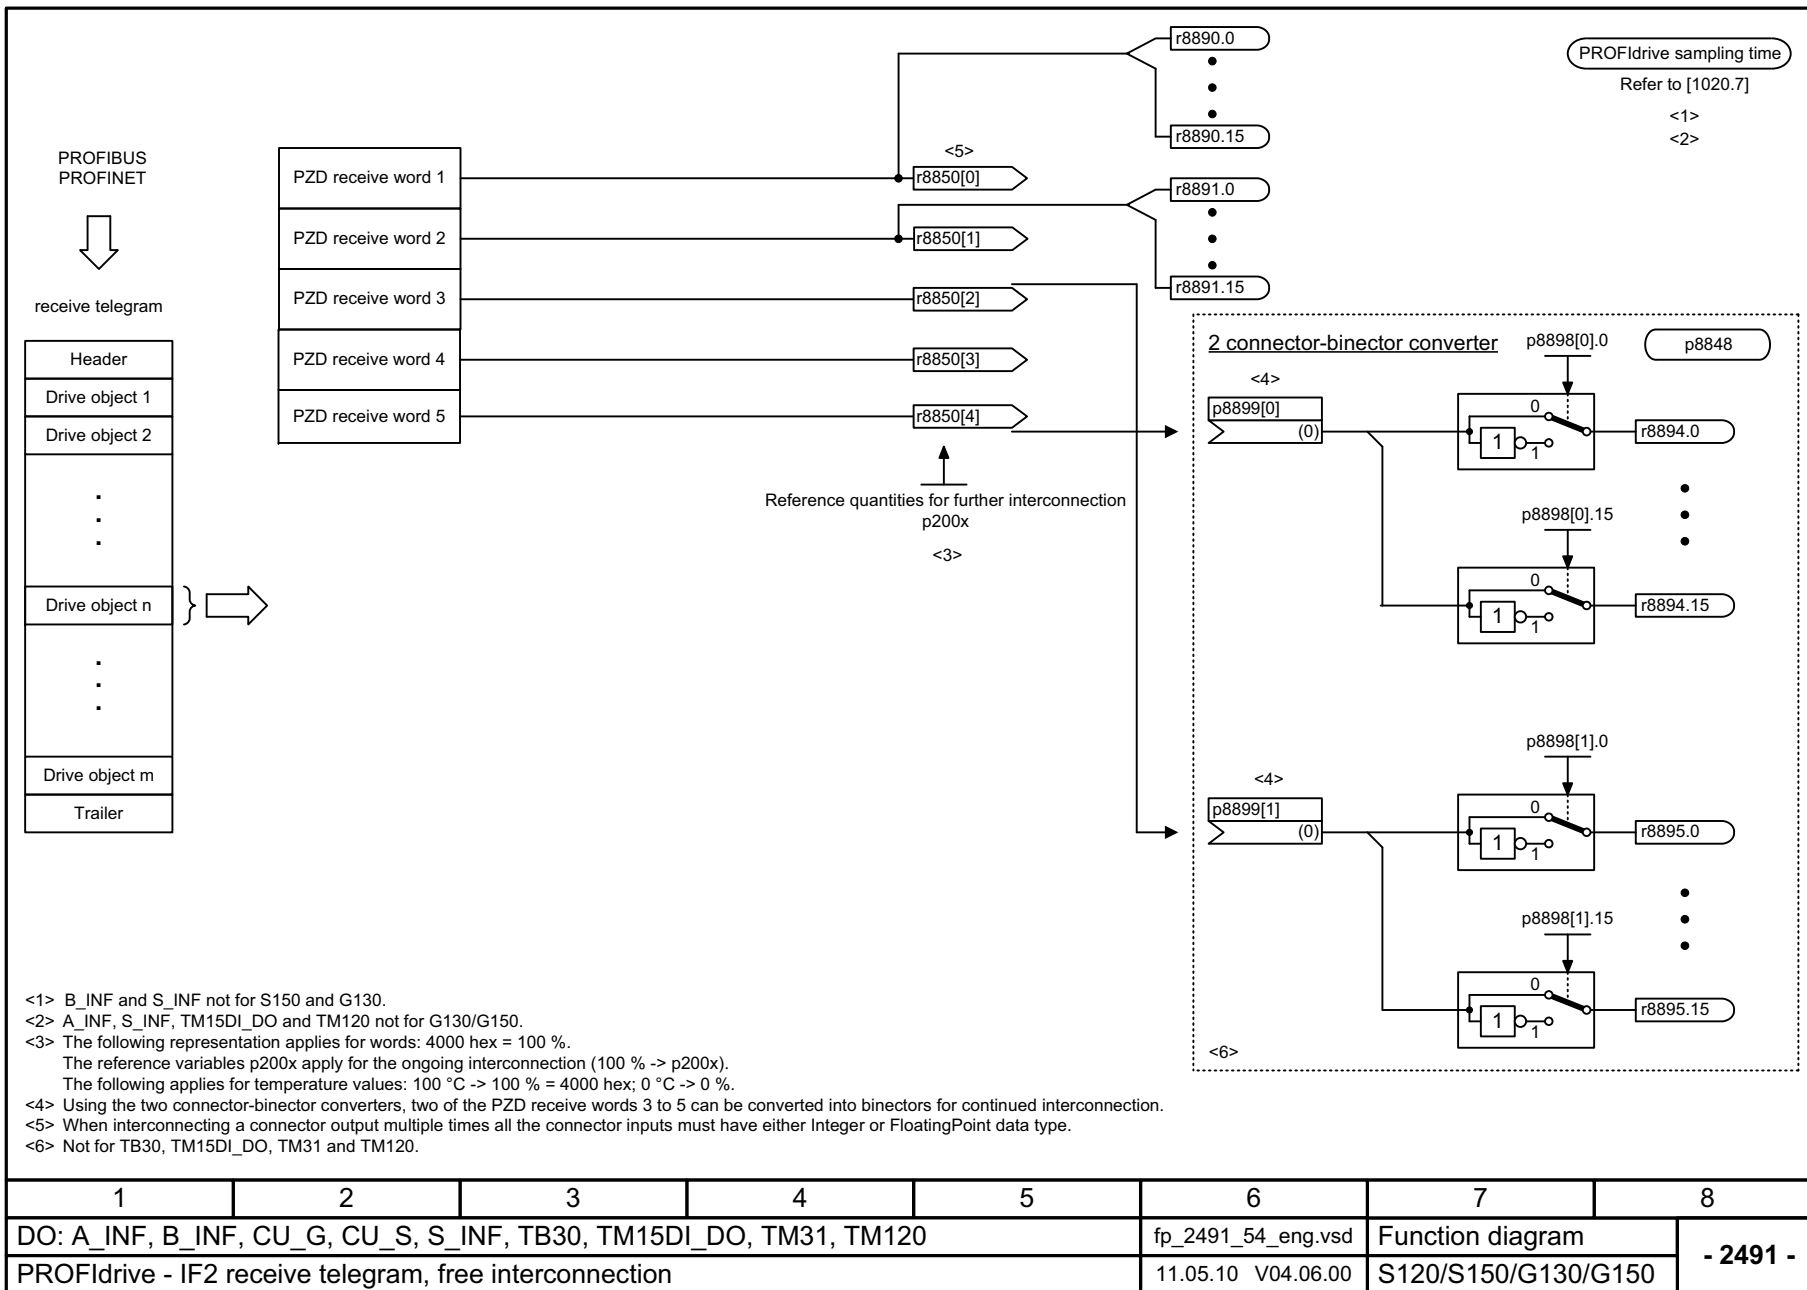 r8890.0
PROFIdrive sampling time
Refer to [1020.7]
<1>
<2>
r8890.15
PROFIBUS
PROFINET
<5>
PZD receive word 1
r8850[0]
r8891.0
PZD receive word 2
r8850[1]
r8891.15
receive telegram
PZD receive word 3
r8850[2]
2 connector-binector converter
p8898[0].0
p8848
Header
PZD receive word 4
r8850[3]
<4>
Drive object 1
PZD receive word 5
r8850[4]
p8899[0]
(0)
0
1
1
r8894.0
Drive object 2
Reference quantities for further interconnection
p200x
<3>
p8898[0].15
0
1
1
r8894.15
Drive object n
p8898[1].0
Drive object m
<4>
Trailer
p8899[1]
(0)
0
1
1
r8895.0
p8898[1].15
0
1
1
r8895.15
<6>
<1> B_INF and S_INF not for S150 and G130.
<2> A_INF, S_INF, TM15DI_DO and TM120 not for G130/G150.
<3> The following representation applies for words: 4000 hex = 100 %.
The reference variables p200x apply for the ongoing interconnection (100 % -> p200x).
The following applies for temperature values: 100 °C -> 100 % = 4000 hex; 0 °C -> 0 %.
<4> Using the two connector-binector converters, two of the PZD receive words 3 to 5 can be converted into binectors for continued interconnection.
<5> When interconnecting a connector output multiple times all the connector inputs must have either Integer or FloatingPoint data type.
<6> Not for TB30, TM15DI_DO, TM31 and TM120.
1 2 3 4 5 6 7 8
DO: A_INF, B_INF, CU_G, CU_S, S_INF, TB30, TM15DI_DO, TM31, TM120
fp_2491_54_eng.vsd
Function diagram
- 2491 -
PROFIdrive - IF2 receive telegram, free interconnection
11.05.10 V04.06.00
S120/S150/G130/G150